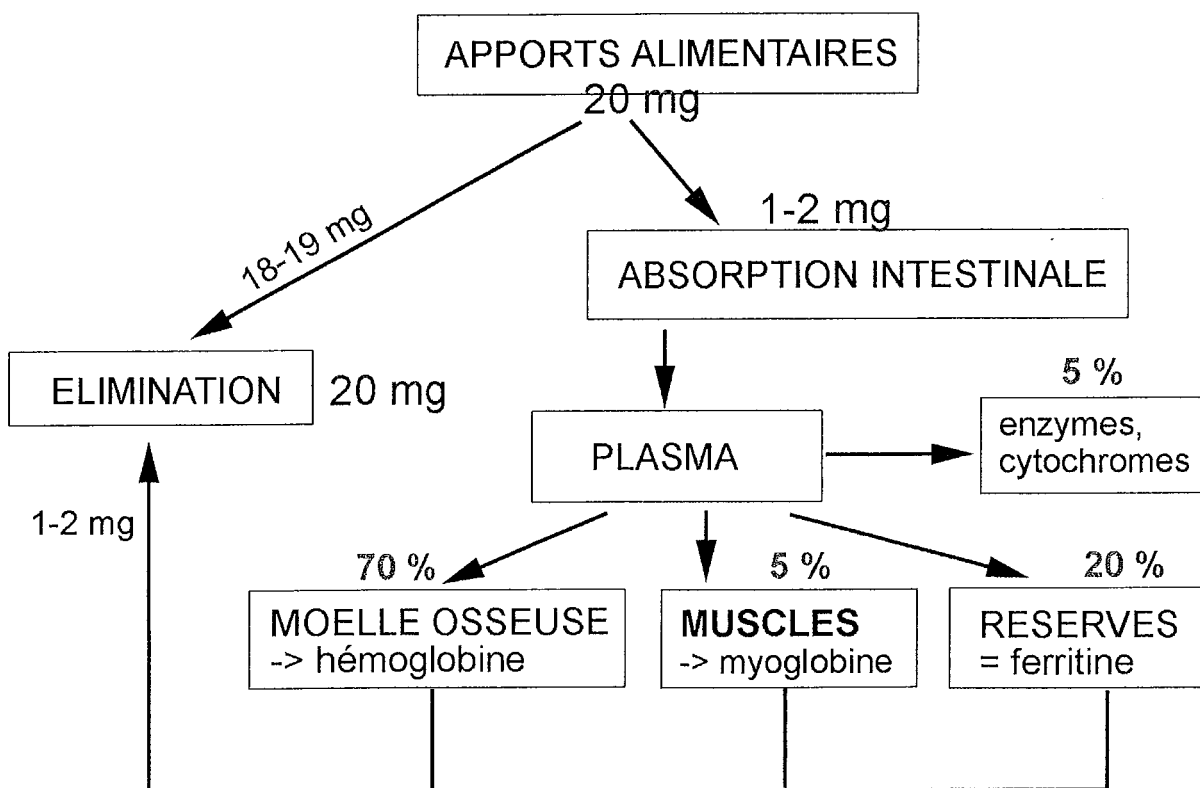 APPORTS ALIMENTAIRES
20 mg
18-19 mg
1-2 mg
ABSORPTION INTESTINALE
ELIMINATION
20 mg
5 %
enzymes,
cytochromes
PLASMA
1-2 mg
70 %
MOELLE OSSEUSE
-> hémoglobine
5 %
MUSCLES
-> myoglobine
20 %
RESERVES
= ferritine